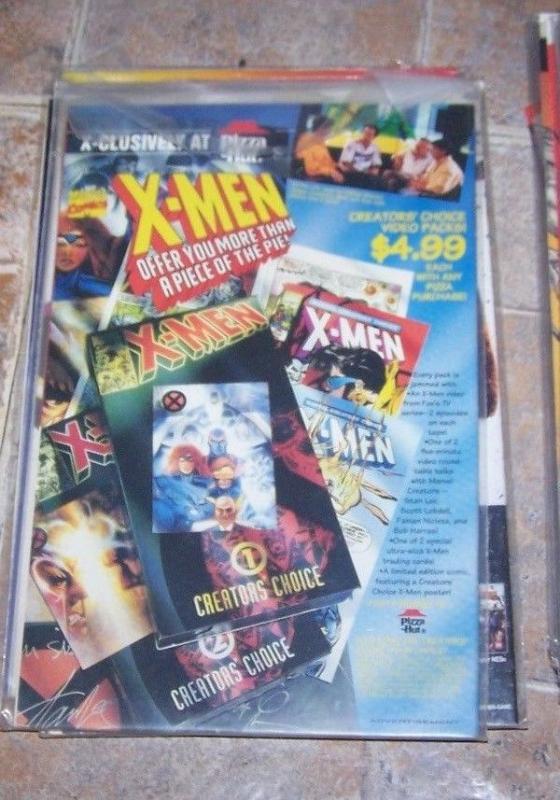 X-CLUSIVELY AT Pizza Hut
X-MEN
OFFER YOU MORE THAN
A PIECE OF THE PIE!
CREATORS' CHOICE
VIDEO PACKS!
$4.99
EACH
WITH ANY
PIZZA
PURCHASE!
X-MEN
X-MEN
X-MEN
•Every pack is
jammed with:
•An X-Men video
from Fox's TV
series--2 episodes
on each
tape!
•One of 2
five-minute
video round
table talks
with Marvel
Creators--
Stan Lee,
Scott Lobdell,
Fabian Nicieza, and
Bob Harras!
•One of 2 special
ultra-slick X-Men
trading cards!
•A limited edition comic,
featuring a Creators
Choice X-Men poster!
1
CREATORS CHOICE
Pizza
Hut®
2
CREATORS CHOICE
ADVERTISEMENT